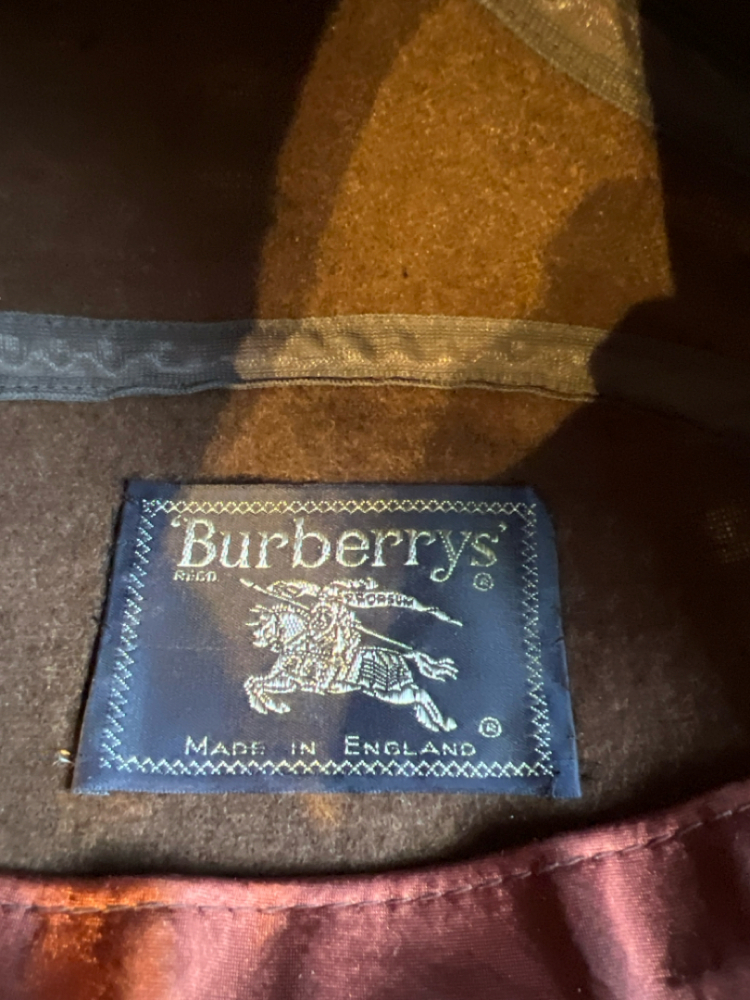 'Burberrys'
REGD ®
PRORSUM
®
MADE IN ENGLAND